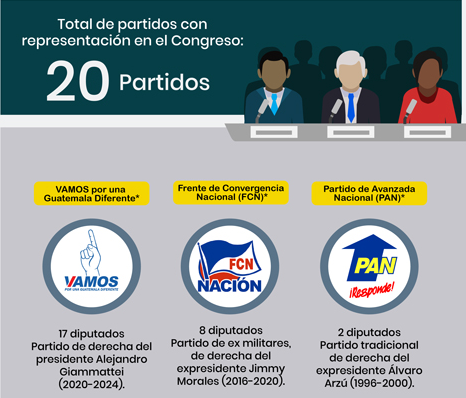 Total de partidos con
representación en el Congreso:
20 Partidos
VAMOS por una
Guatemala Diferente*
Frente de Convergencia
Nacional (FCN)*
Partido de Avanzada
Nacional (PAN)*
VAMOS
POR UNA GUATEMALA DIFERENTE
FCN
NACIÓN
PAN
¡Responde!
17 diputados
Partido de derecha del
presidente Alejandro
Giammattei
(2020-2024).
8 diputados
Partido de ex militares,
de derecha del
expresidente Jimmy
Morales (2016-2020).
2 diputados
Partido tradicional
de derecha del
expresidente Álvaro
Arzú (1996-2000).